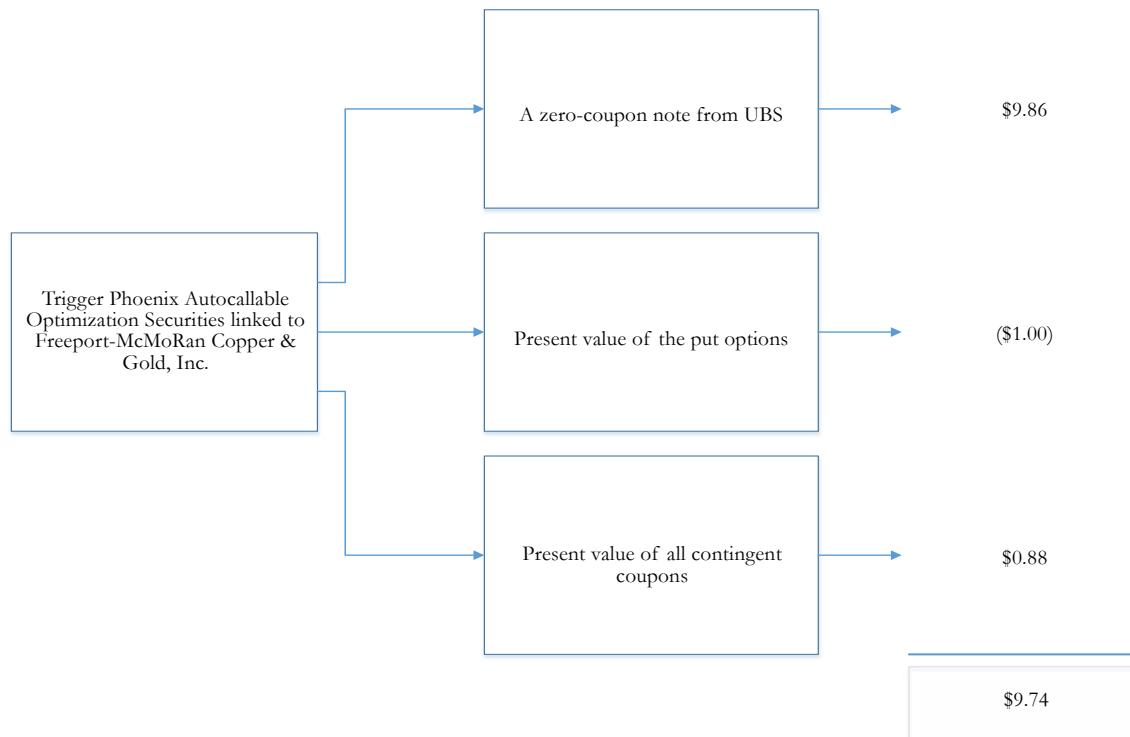 A zero-coupon note from UBS
$9.86
Trigger Phoenix Autocallable
Optimization Securities linked to
Freeport-McMoRan Copper &
Gold, Inc.
Present value of the put options
($1.00)
Present value of all contingent
coupons
$0.88
$9.74